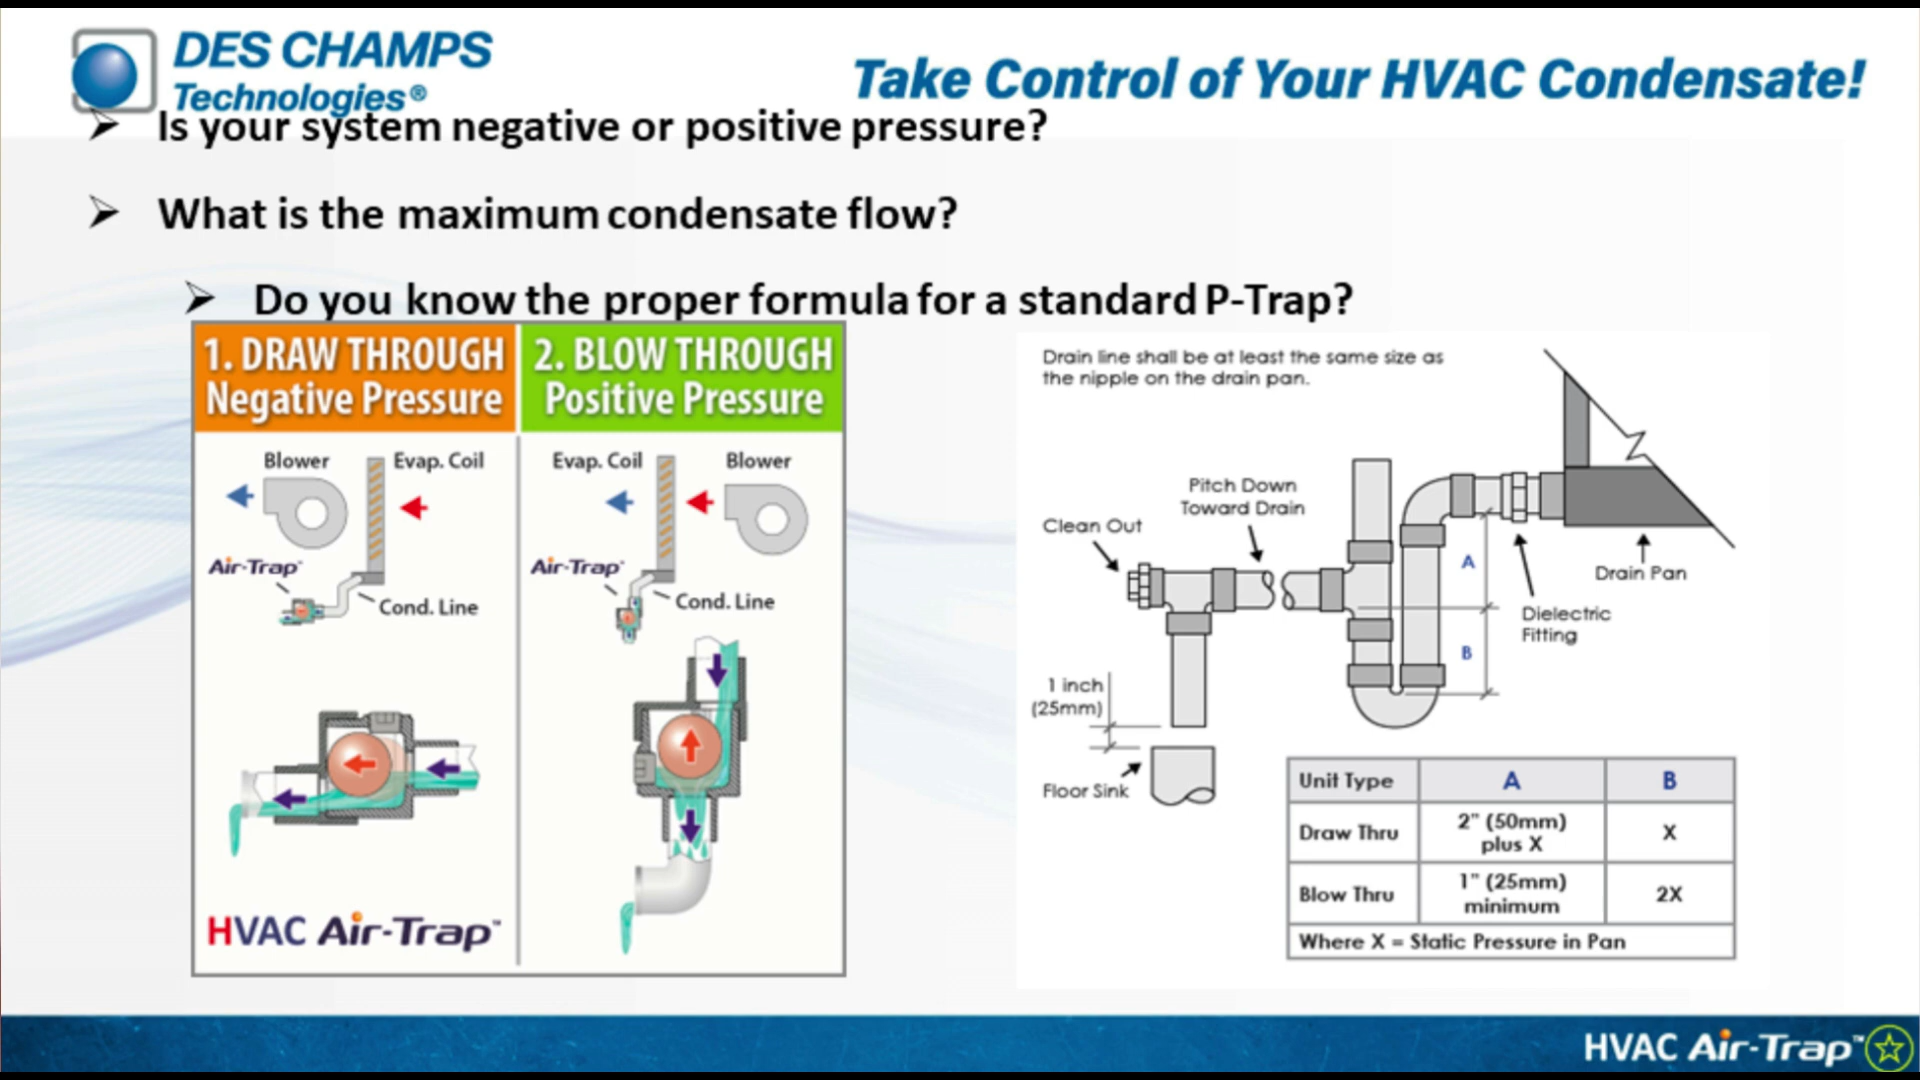 DES CHAMPS
Technologies®
Take Control of Your HVAC Condensate!
➢ Is your system negative or positive pressure?
➢ What is the maximum condensate flow?
➢ Do you know the proper formula for a standard P-Trap?
1. DRAW THROUGH
Negative Pressure
Blower
Evap. Coil
Air-Trap™
Cond. Line
HVAC Air-Trap™
2. BLOW THROUGH
Positive Pressure
Evap. Coil
Blower
Air-Trap™
Cond. Line
Drain line shall be at least the same size as
the nipple on the drain pan.
Pitch Down
Toward Drain
Clean Out
A
Drain Pan
Dielectric
Fitting
B
1 inch
(25mm)
Floor Sink
Unit Type A B
Draw Thru 2" (50mm) plus X X
Blow Thru 1" (25mm) minimum 2X
Where X = Static Pressure in Pan
HVAC Air-Trap™